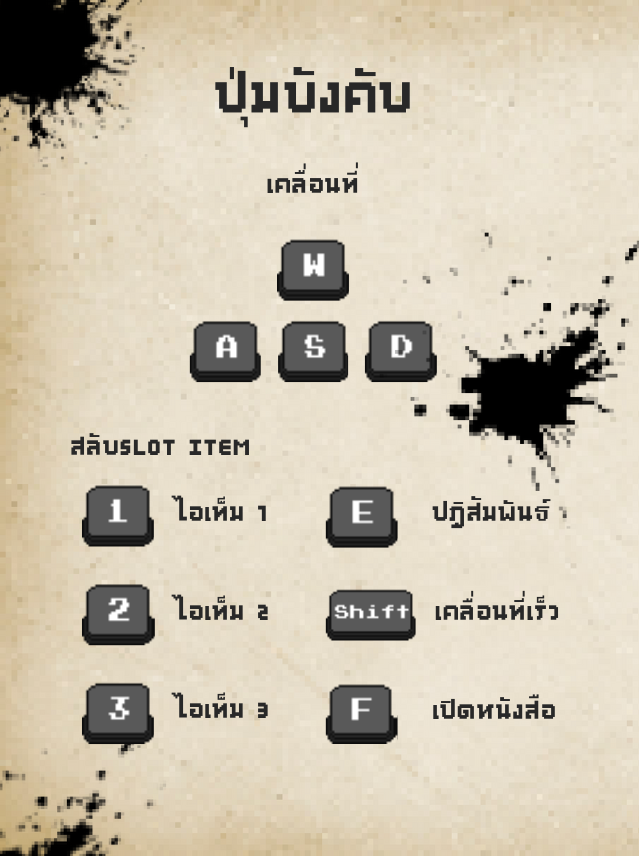 ปุ่มบังคับ
เคลื่อนที่
W
A S D
สลับSLOT ITEM
1 ไอเท็ม 1 E ปฏิสัมพันธ์
2 ไอเท็ม 2 Shift เคลื่อนที่เร็ว
3 ไอเท็ม 3 F เปิดหนังสือ